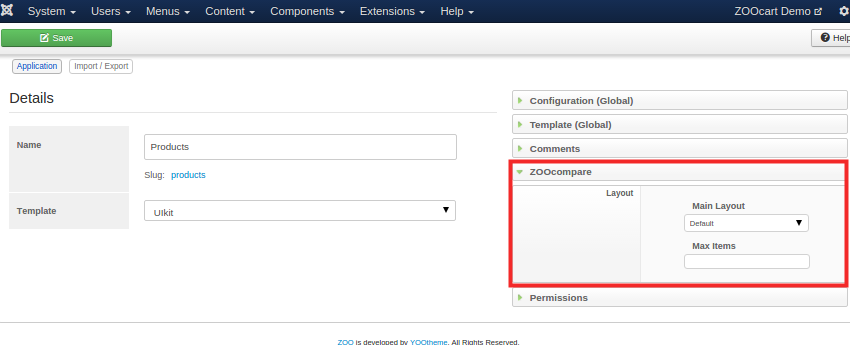 System Users Menus Content Components Extensions Help ZOOcart Demo
Save Help
Application Import / Export
Details
Name
Products
Slug: products
Template
UIkit
Configuration (Global)
Template (Global)
Comments
ZOOcompare
Layout
Main Layout
Default
Max Items
Permissions
ZOO is developed by YOOtheme. All Rights Reserved.